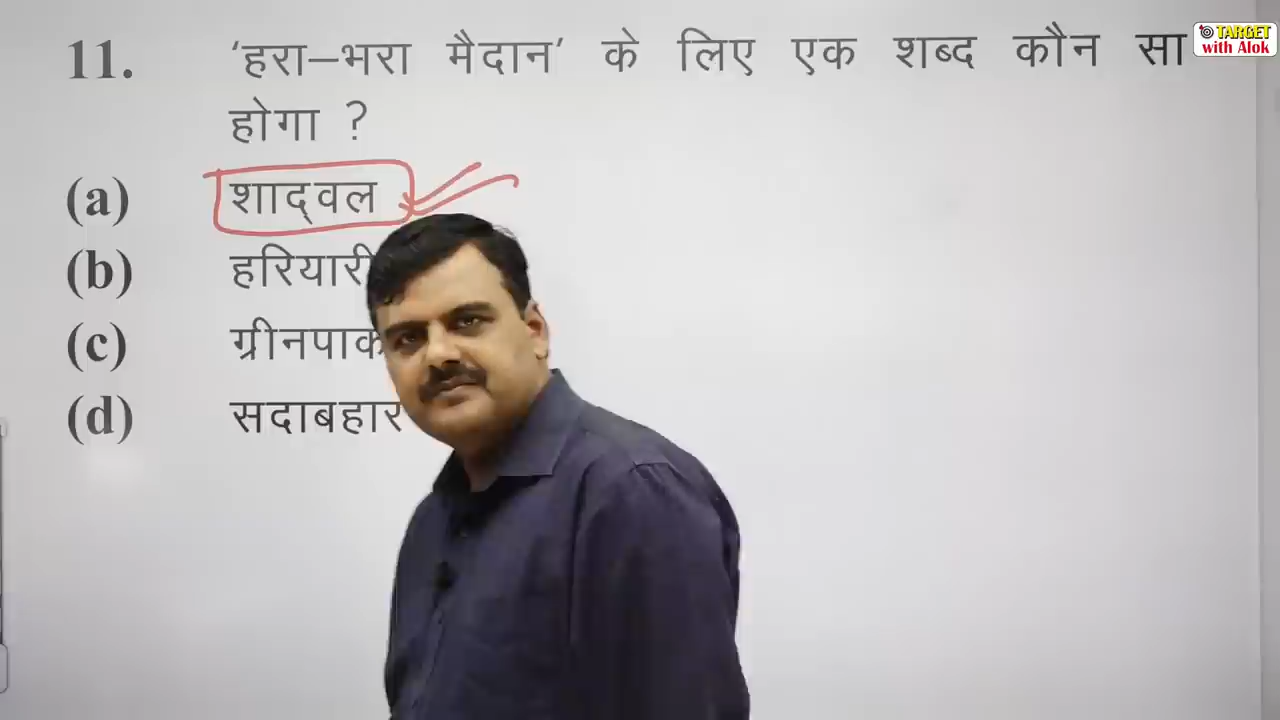 TARGET
with Alok
11. ‘हरा–भरा मैदान’ के लिए एक शब्द कौन सा
होगा ?
(a) शाद्‌वल
(b) हरियारी
(c)
(d) सदाबहार